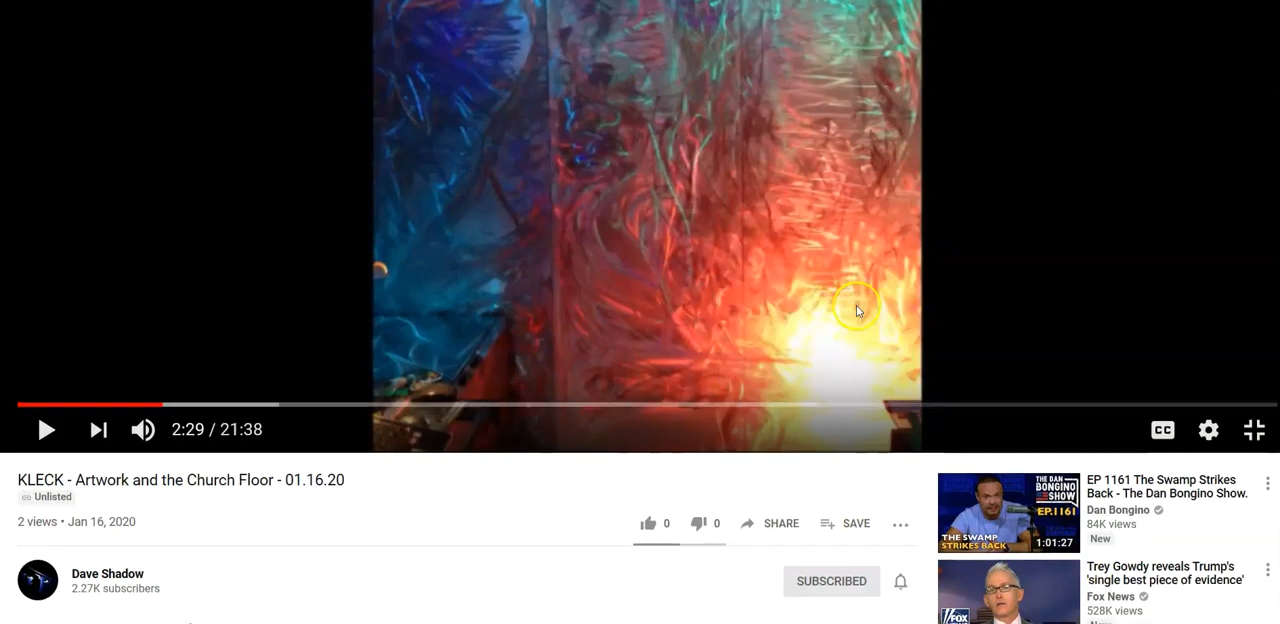 2:29 / 21:38
CC
KLECK - Artwork and the Church Floor - 01.16.20
Unlisted
2 views • Jan 16, 2020
0
0
SHARE
SAVE
Dave Shadow
2.27K subscribers
SUBSCRIBED
THE DAN
BONGINO
SHOW
EP.1161
THE SWAMP
STRIKES BACK
1:01:27
EP 1161 The Swamp Strikes
Back - The Dan Bongino Show.
Dan Bongino
84K views
New
FOX
Trey Gowdy reveals Trump's
'single best piece of evidence'
Fox News
528K views